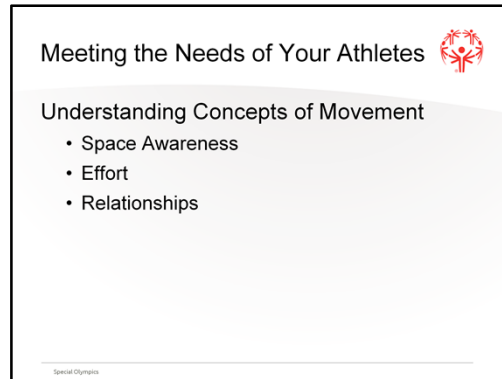 Meeting the Needs of Your Athletes
Understanding Concepts of Movement
• Space Awareness
• Effort
• Relationships
Special Olympics